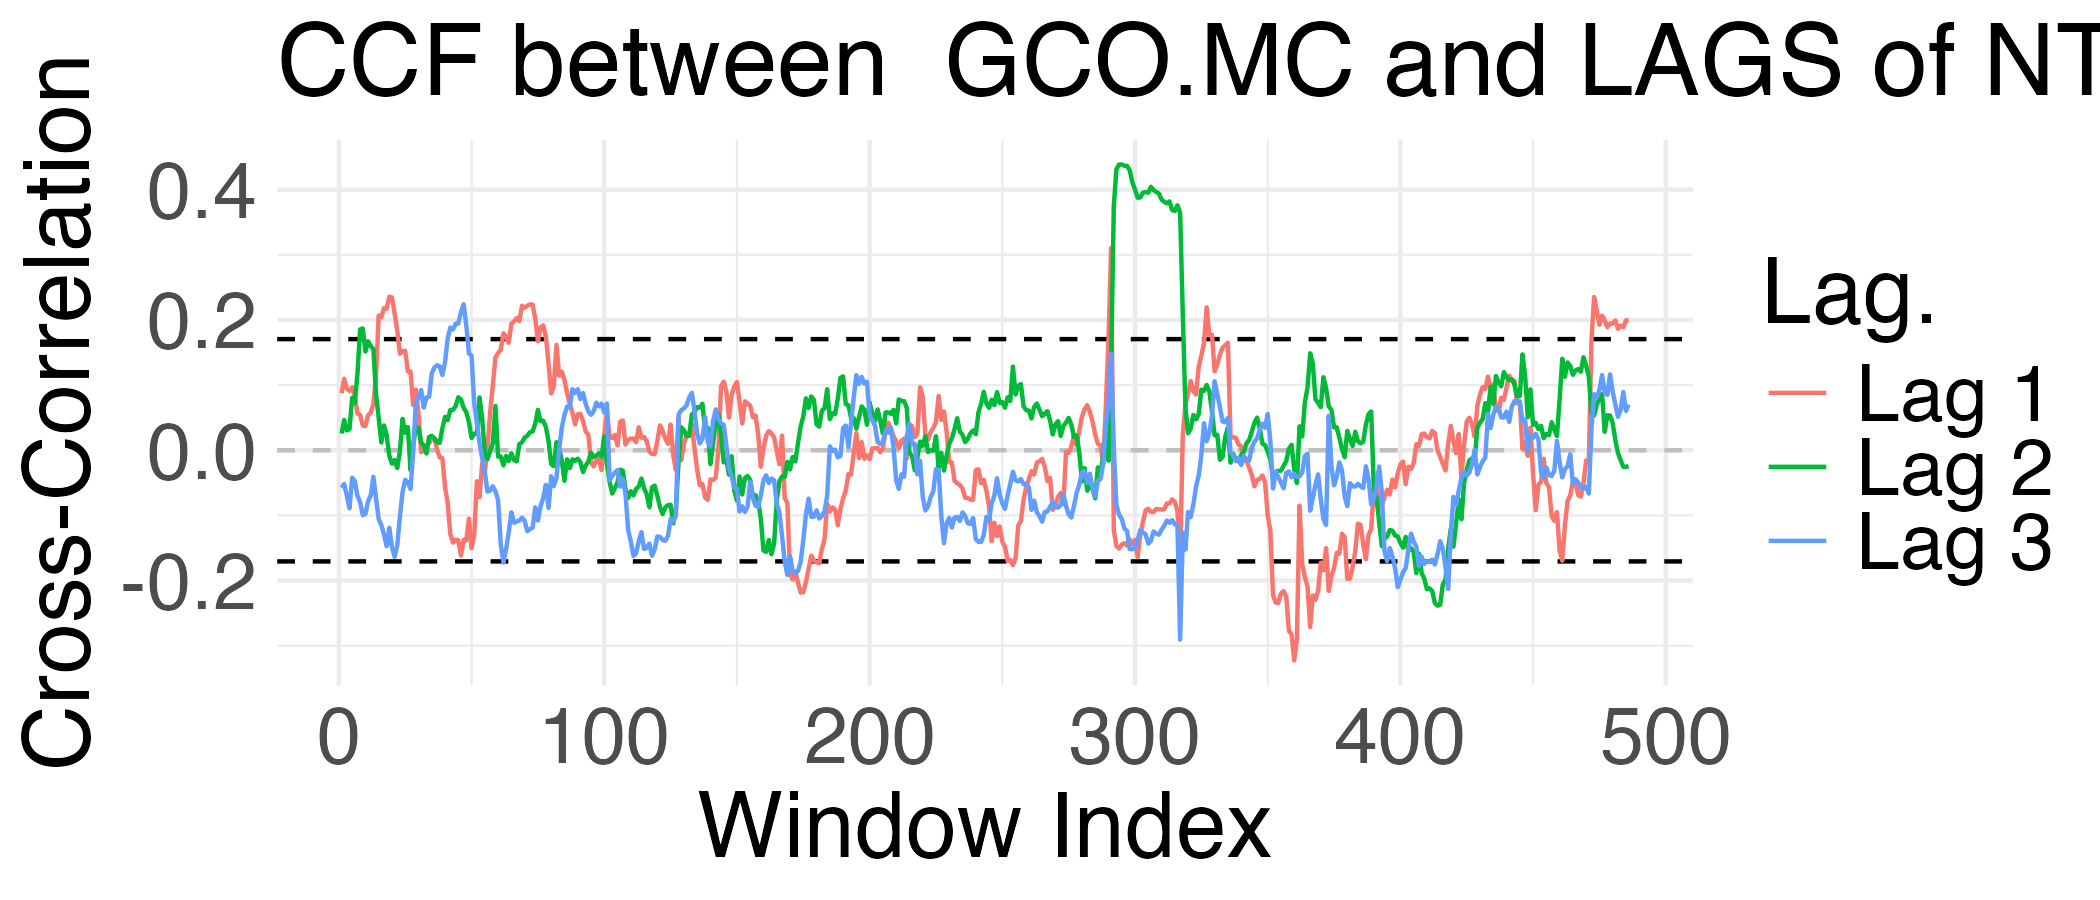 CCF between  GCO.MC and LAGS of NT
Cross-Correlation
0.4
0.2
0.0
-0.2
0 100 200 300 400 500
Window Index
Lag.
Lag 1
Lag 2
Lag 3